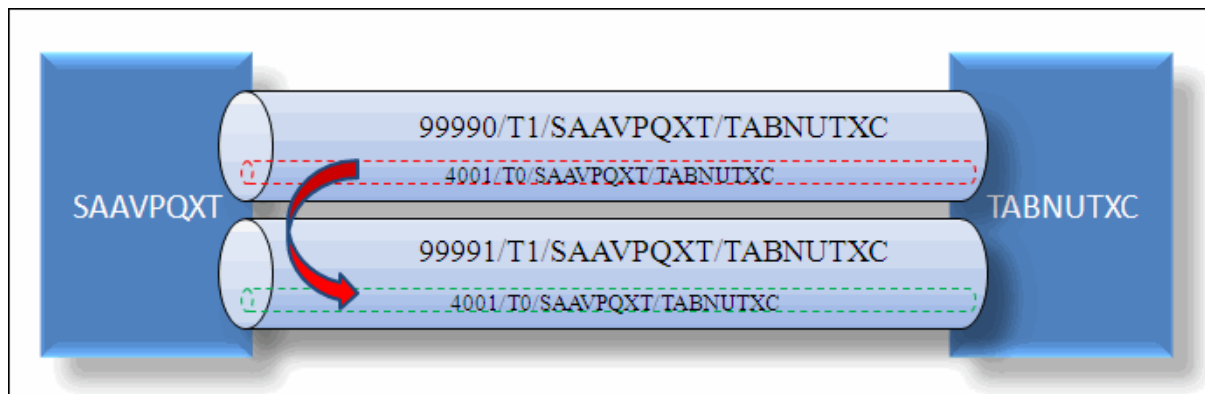 99990/T1/SAAVPQXT/TABNUTXC
4001/T0/SAAVPQXT/TABNUTXC
SAAVPQXT
TABNUTXC
99991/T1/SAAVPQXT/TABNUTXC
4001/T0/SAAVPQXT/TABNUTXC